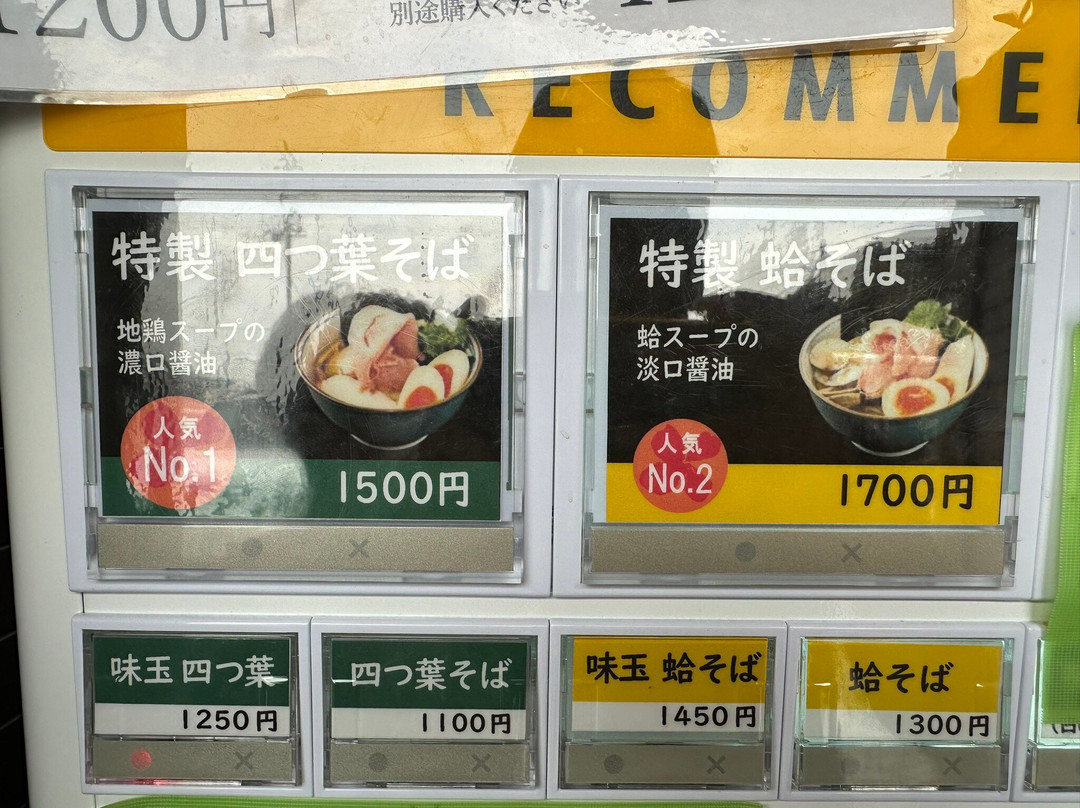 1200円
別途購入ください
RECOMME
特製 四つ葉そば
地鶏スープの
濃口醤油
人気
No.1
1500円
特製 蛤そば
蛤スープの
淡口醤油
人気
No.2
1700円
味玉 四つ葉
1250円
四つ葉そば
1100円
味玉 蛤そば
1450円
蛤そば
1300円